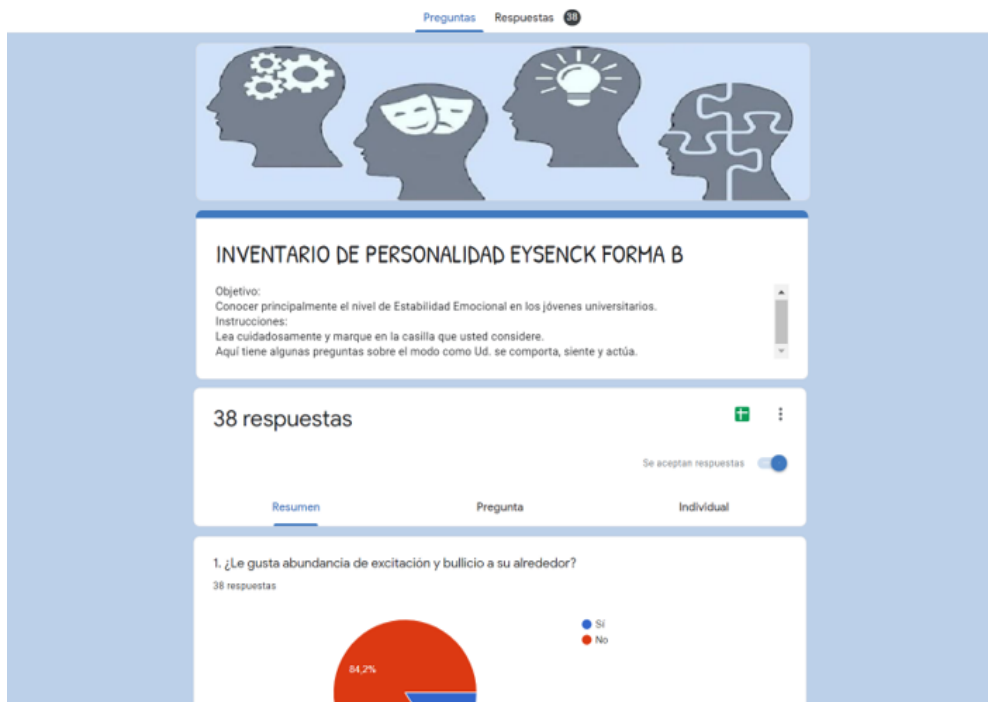 Preguntas Respuestas 38
INVENTARIO DE PERSONALIDAD EYSENCK FORMA B
Objetivo:
Conocer principalmente el nivel de Estabilidad Emocional en los jóvenes universitarios.
Instrucciones:
Lea cuidadosamente y marque en la casilla que usted considere.
Aquí tiene algunas preguntas sobre el modo como Ud. se comporta, siente y actúa.
38 respuestas
Se aceptan respuestas
Resumen Pregunta Individual
1. ¿Le gusta abundancia de excitación y bullicio a su alrededor?
38 respuestas
Sí
No
84,2%